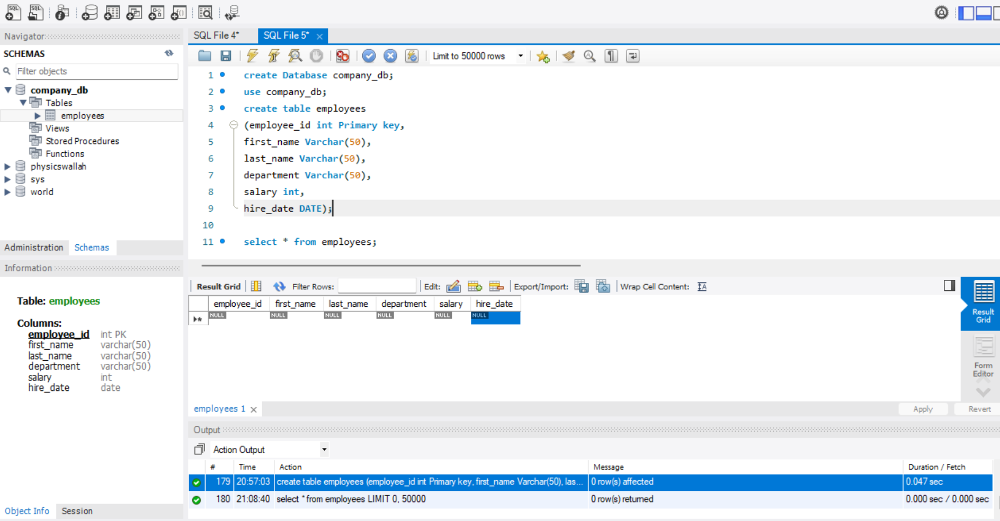 SQL File 4*
SQL File 5*
Navigator
SCHEMAS
Filter objects
company_db
Tables
employees
Views
Stored Procedures
Functions
physicswallah
sys
world
Administration
Schemas
Information
Table: employees
Columns:
employee_id int PK
first_name varchar(50)
last_name varchar(50)
department varchar(50)
salary int
hire_date date
Object Info
Session
Limit to 50000 rows
1 create Database company_db;
2 use company_db;
3 create table employees
4 (employee_id int Primary key,
5 first_name Varchar(50),
6 last_name Varchar(50),
7 department Varchar(50),
8 salary int,
9 hire_date DATE);
10
11 select * from employees;
Result Grid Filter Rows: Edit: Export/Import: Wrap Cell Content:
employee_id first_name last_name department salary hire_date
NULL NULL NULL NULL NULL NULL
Result
Grid
Form
Editor
employees 1
Apply
Revert
Output
Action Output
# Time Action Message Duration / Fetch
179 20:57:03 create table employees (employee_id int Primary key, first_name Varchar(50), las... 0 row(s) affected 0.047 sec
180 21:08:40 select * from employees LIMIT 0, 50000 0 row(s) returned 0.000 sec / 0.000 sec